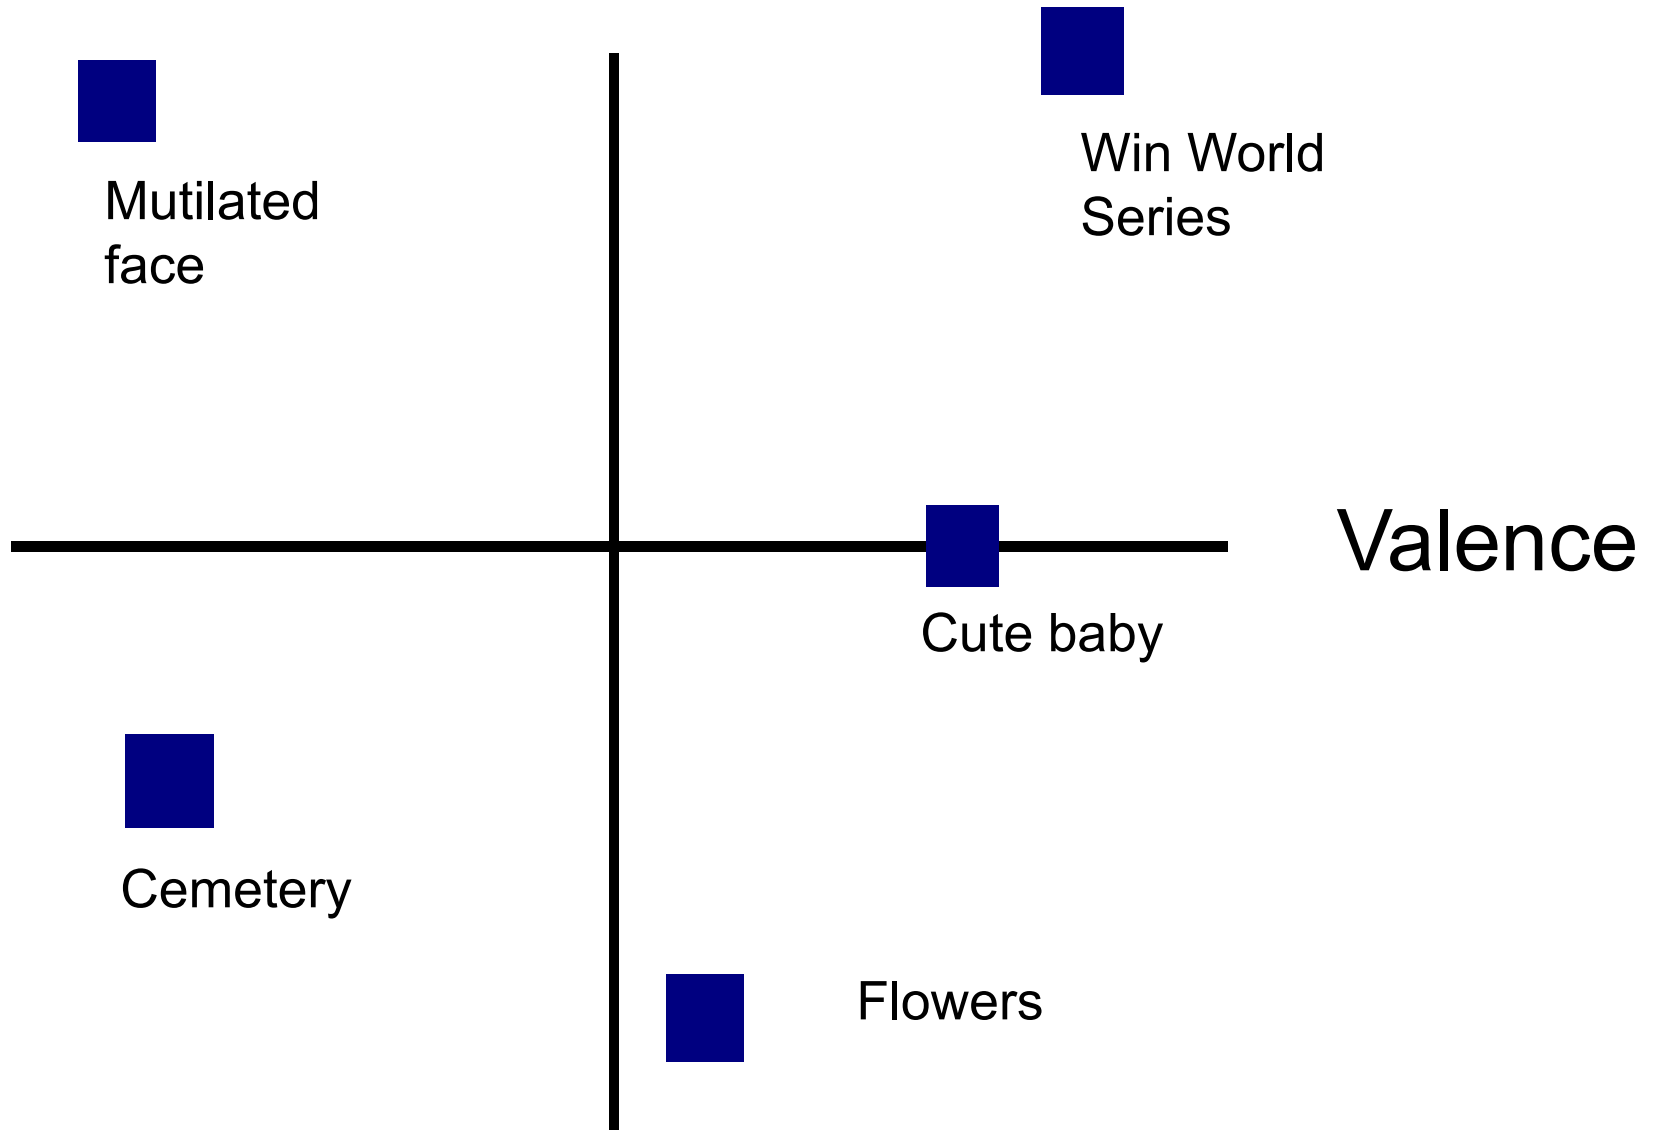 Win World
Series
Mutilated
face
Valence
Cute baby
Cemetery
Flowers